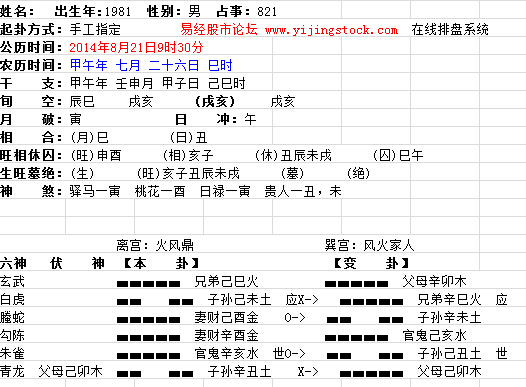 姓名： 出生年:1981 性别：男 占事：821
起卦方式：手工指定 易经股市论坛 www.yijingstock.com 在线排盘系统
公历时间：2014年8月21日9时30分
农历时间：甲午年 七月 二十六日 巳时
干 支：甲午年 壬申月 甲子日 己巳时
旬 空：辰巳 戌亥 (戌亥) 戌亥
月 破：寅 日 冲：午
相 合：(月)巳 (日)丑
旺相休囚：(旺)申酉 (相)亥子 (休)丑辰未戌 (囚)巳午
生旺墓绝：(生) (旺)亥子丑辰未戌 (墓) (绝)
神 煞：驿马—寅 桃花—酉 日禄—寅 贵人—丑，未
离宫：火风鼎 巽宫：风火家人
六神 伏 神 【本 卦】 【变 卦】
玄武 兄弟己巳火 父母辛卯木
白虎 子孙己未土 应X-> 兄弟辛巳火 应
螣蛇 妻财己酉金 O-> 子孙辛未土
勾陈 妻财辛酉金 官鬼己亥水
朱雀 官鬼辛亥水 世O-> 子孙己丑土 世
青龙 父母己卯木 子孙辛丑土 X-> 父母己卯木